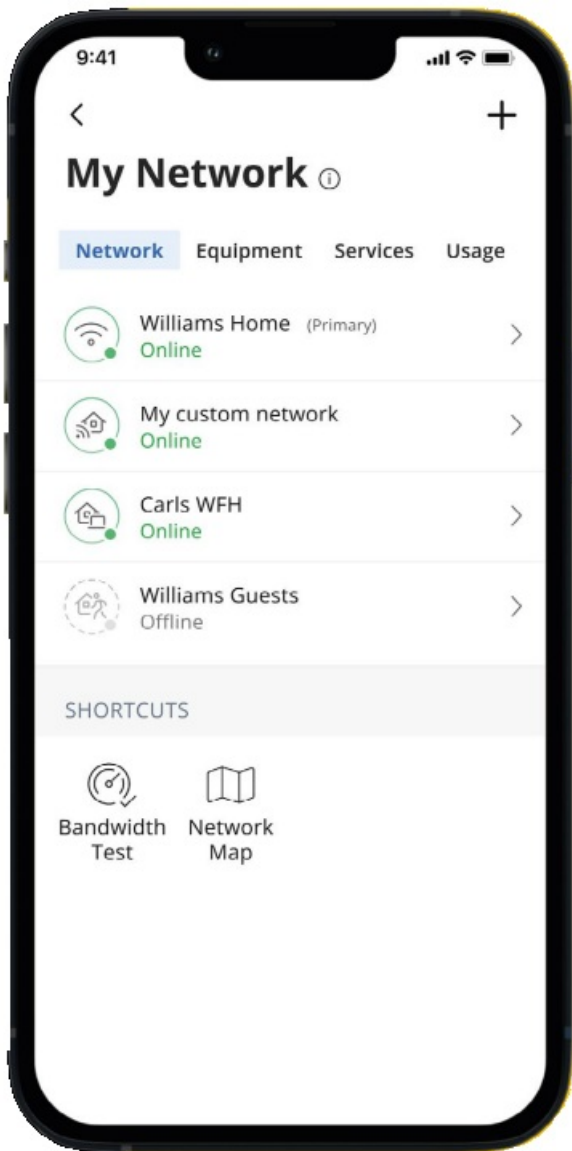 9:41
My Network
Network Equipment Services Usage
Williams Home (Primary)
Online
My custom network
Online
Carls WFH
Online
Williams Guests
Offline
SHORTCUTS
Bandwidth Test
Network Map